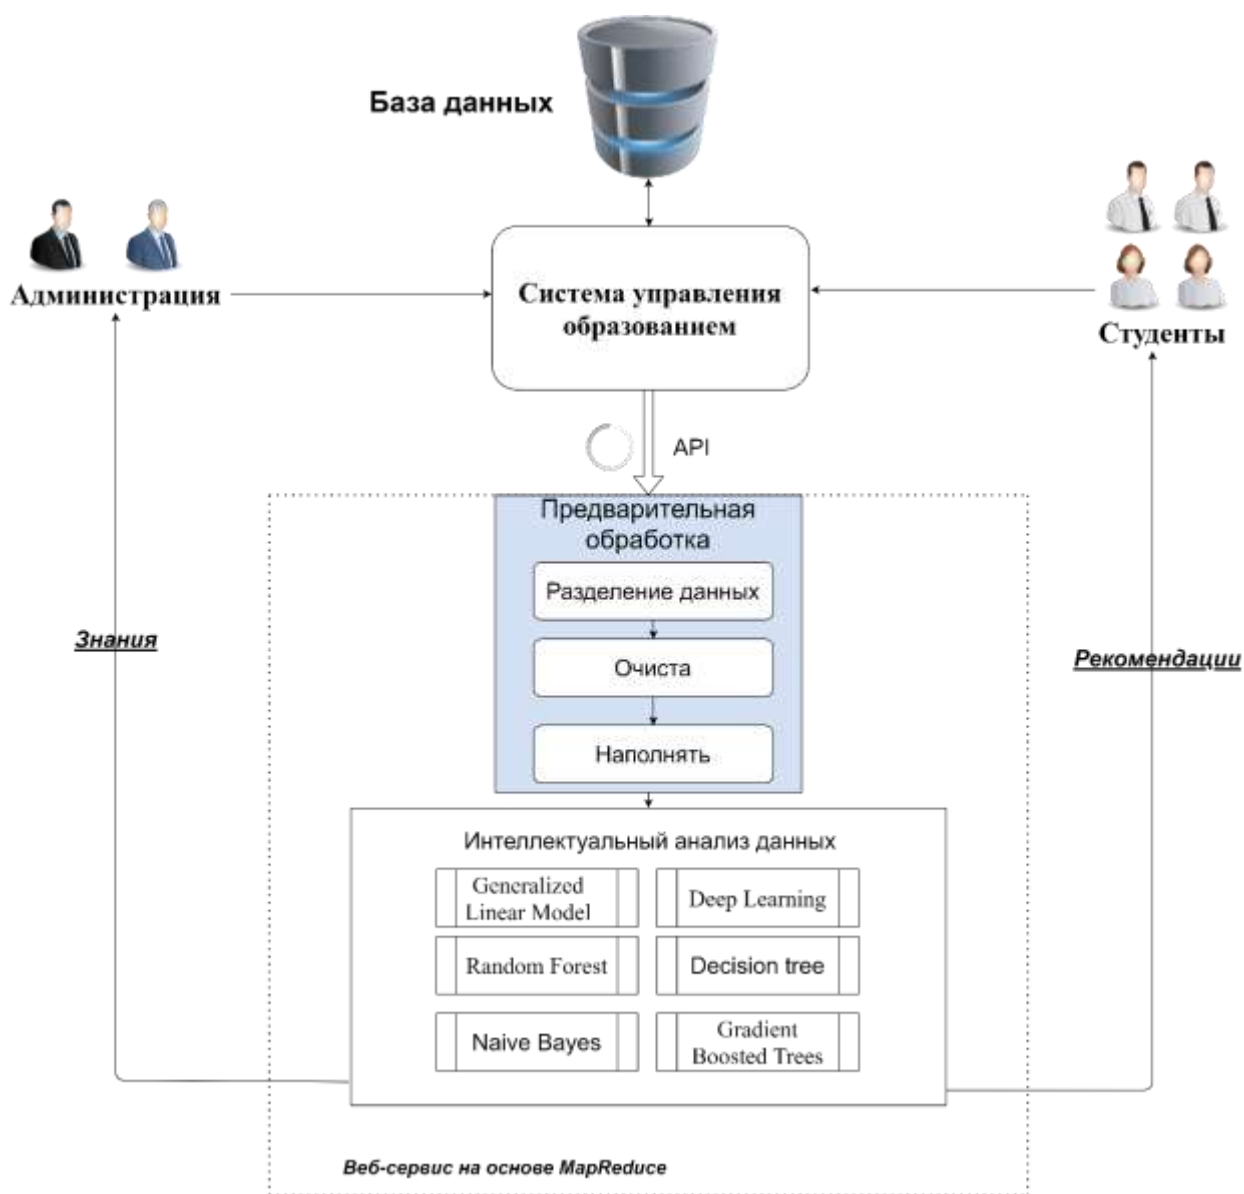 База данных
Администрация
Система управления
образованием
Студенты
API
Предварительная
обработка
Разделение данных
Очиста
Наполнять
Знания
Рекомендации
Интеллектуальный анализ данных
Generalized
Linear Model
Deep Learning
Random Forest
Decision tree
Naive Bayes
Gradient
Boosted Trees
Веб-сервис на основе MapReduce